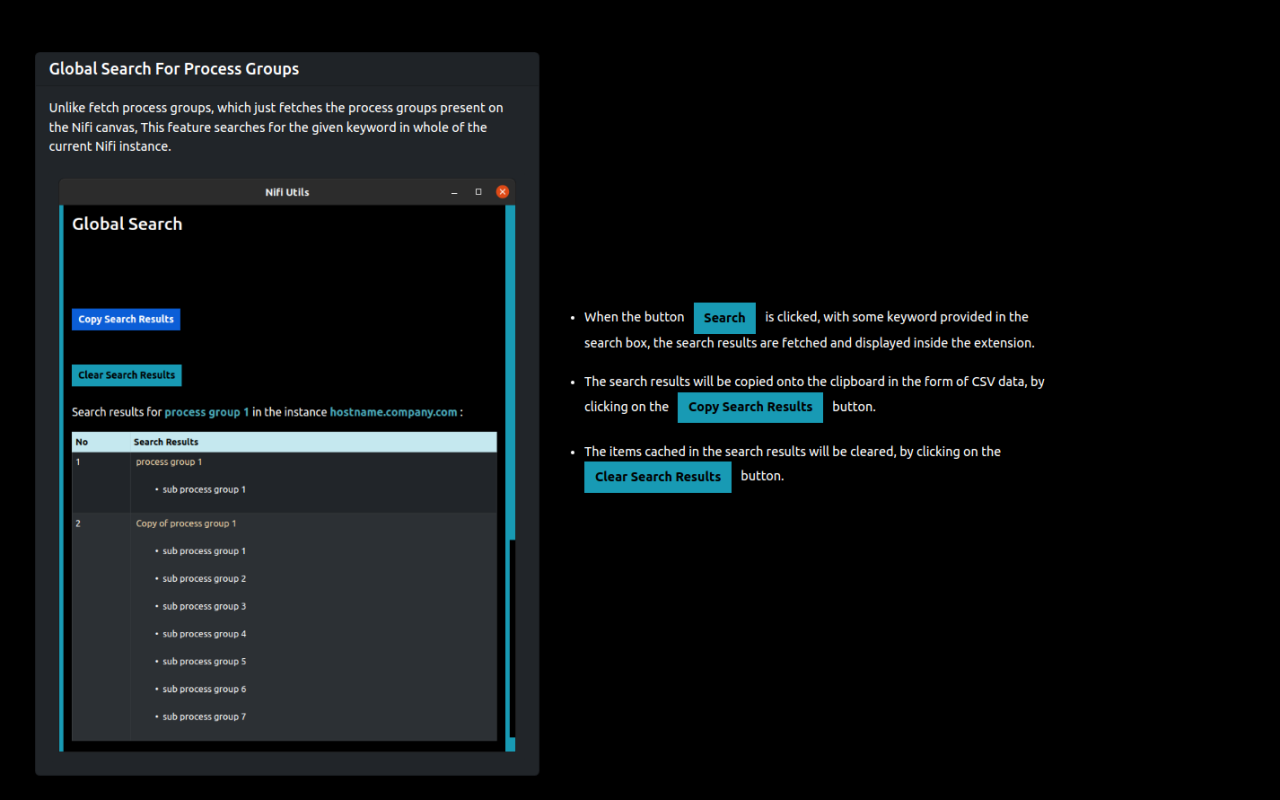 Global Search For Process Groups
Unlike fetch process groups, which just fetches the process groups present on
the Nifi canvas, This feature searches for the given keyword in whole of the
current Nifi instance.
Nifi Utils
Global Search
Copy Search Results
Clear Search Results
Search results for process group 1 in the instance hostname.company.com :
No Search Results
1 process group 1
• sub process group 1
2 Copy of process group 1
• sub process group 1
• sub process group 2
• sub process group 3
• sub process group 4
• sub process group 5
• sub process group 6
• sub process group 7
• When the button Search is clicked, with some keyword provided in the
search box, the search results are fetched and displayed inside the extension.
• The search results will be copied onto the clipboard in the form of CSV data, by
clicking on the Copy Search Results button.
• The items cached in the search results will be cleared, by clicking on the
Clear Search Results button.